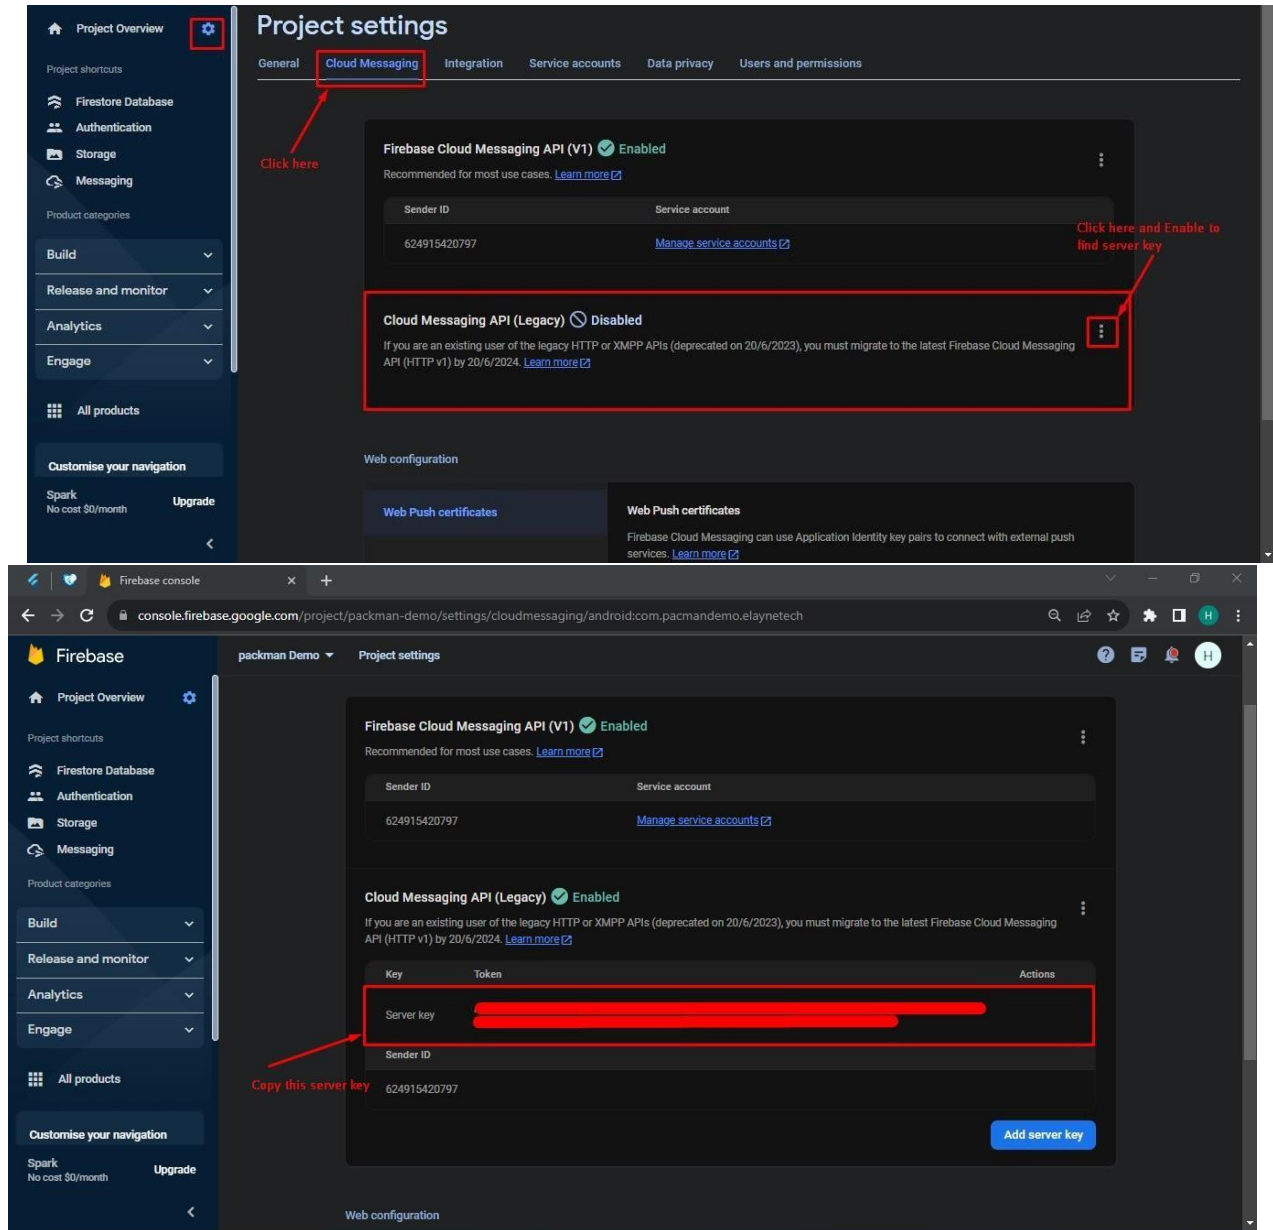 Project Overview
Project settings
General Cloud Messaging Integration Service accounts Data privacy Users and permissions
Project shortcuts
Firestore Database
Authentication
Storage
Messaging
Product categories
Build
Release and monitor
Analytics
Engage
All products
Customise your navigation
Spark
No cost $0/month
Upgrade
Click here
Firebase Cloud Messaging API (V1) Enabled
Recommended for most use cases. Learn more
Sender ID Service account
624915420797 Manage service accounts
Click here and Enable to
find server key
Cloud Messaging API (Legacy) Disabled
If you are an existing user of the legacy HTTP or XMPP APIs (deprecated on 20/6/2023), you must migrate to the latest Firebase Cloud Messaging
API (HTTP v1) by 20/6/2024. Learn more
Web configuration
Web Push certificates
Web Push certificates
Firebase Cloud Messaging can use Application Identity key pairs to connect with external push
services. Learn more
Firebase console
console.firebase.google.com/project/packman-demo/settings/cloudmessaging/android:com.pacmandemo.elaynetech
H
Firebase
packman Demo Project settings
H
Project Overview
Project shortcuts
Firestore Database
Authentication
Storage
Messaging
Product categories
Build
Release and monitor
Analytics
Engage
All products
Customise your navigation
Spark
No cost $0/month
Upgrade
Firebase Cloud Messaging API (V1) Enabled
Recommended for most use cases. Learn more
Sender ID Service account
624915420797 Manage service accounts
Cloud Messaging API (Legacy) Enabled
If you are an existing user of the legacy HTTP or XMPP APIs (deprecated on 20/6/2023), you must migrate to the latest Firebase Cloud Messaging
API (HTTP v1) by 20/6/2024. Learn more
Key Token Actions
Server key
Sender ID
Copy this server key
624915420797
Add server key
Web configuration